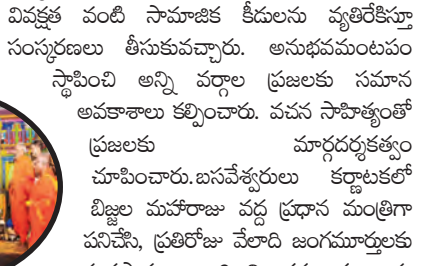 వివక్షత వంటి సామాజిక కీడులను వ్యతిరేకిస్తూ
సంస్కరణలు తీసుకువచ్చారు. అనుభవమంటపం
స్థాపించి అన్ని వర్గాల ప్రజలకు సమాన
అవకాశాలు కల్పించారు. వచన సాహిత్యంతో
ప్రజలకు మార్గదర్శకత్వం
చూపించారు.బసవేశ్వరులు కర్ణాటకలో
బిజ్జల మహారాజు వద్ద ప్రధాన మంత్రిగా
పనిచేసి, ప్రతిరోజు వేలాది జంగమూర్తులకు